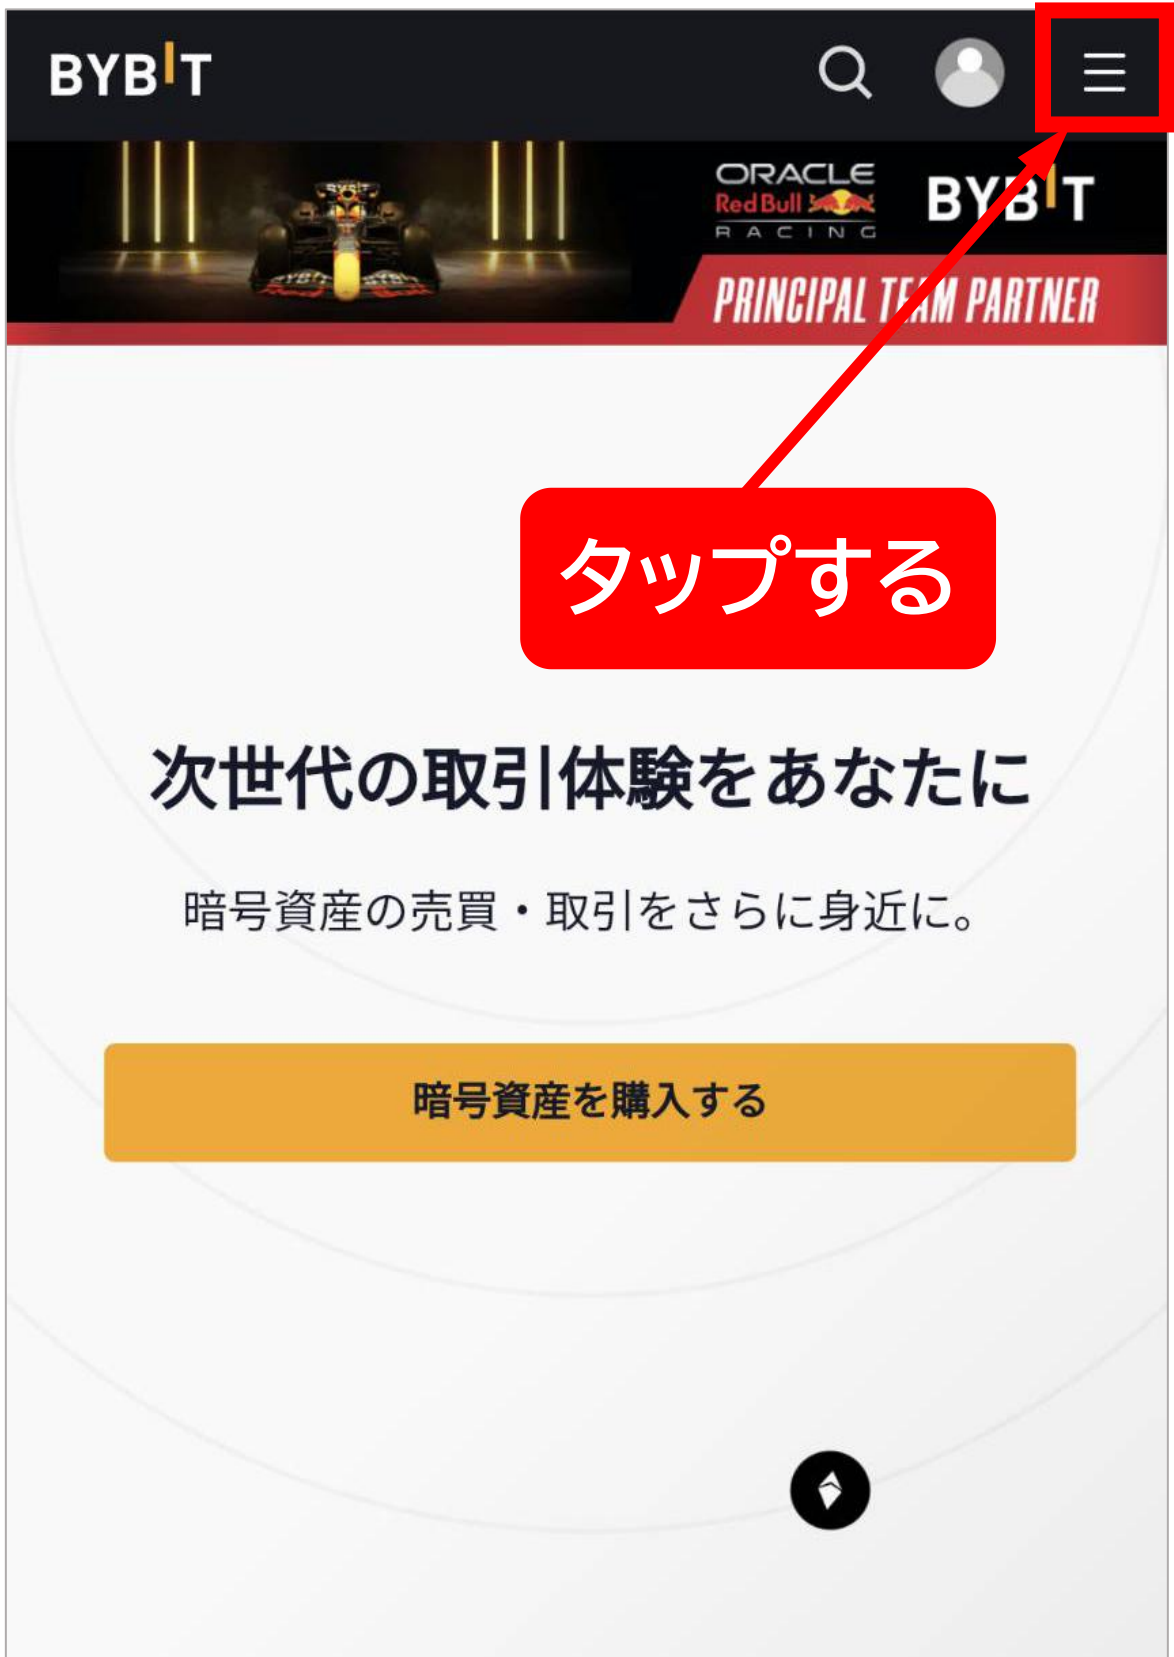 BYBIT
ORACLE
Red Bull
RACING
BYBIT
PRINCIPAL TEAM PARTNER
タップする
次世代の取引体験をあなたに
暗号資産の売買・取引をさらに身近に。
暗号資産を購入する